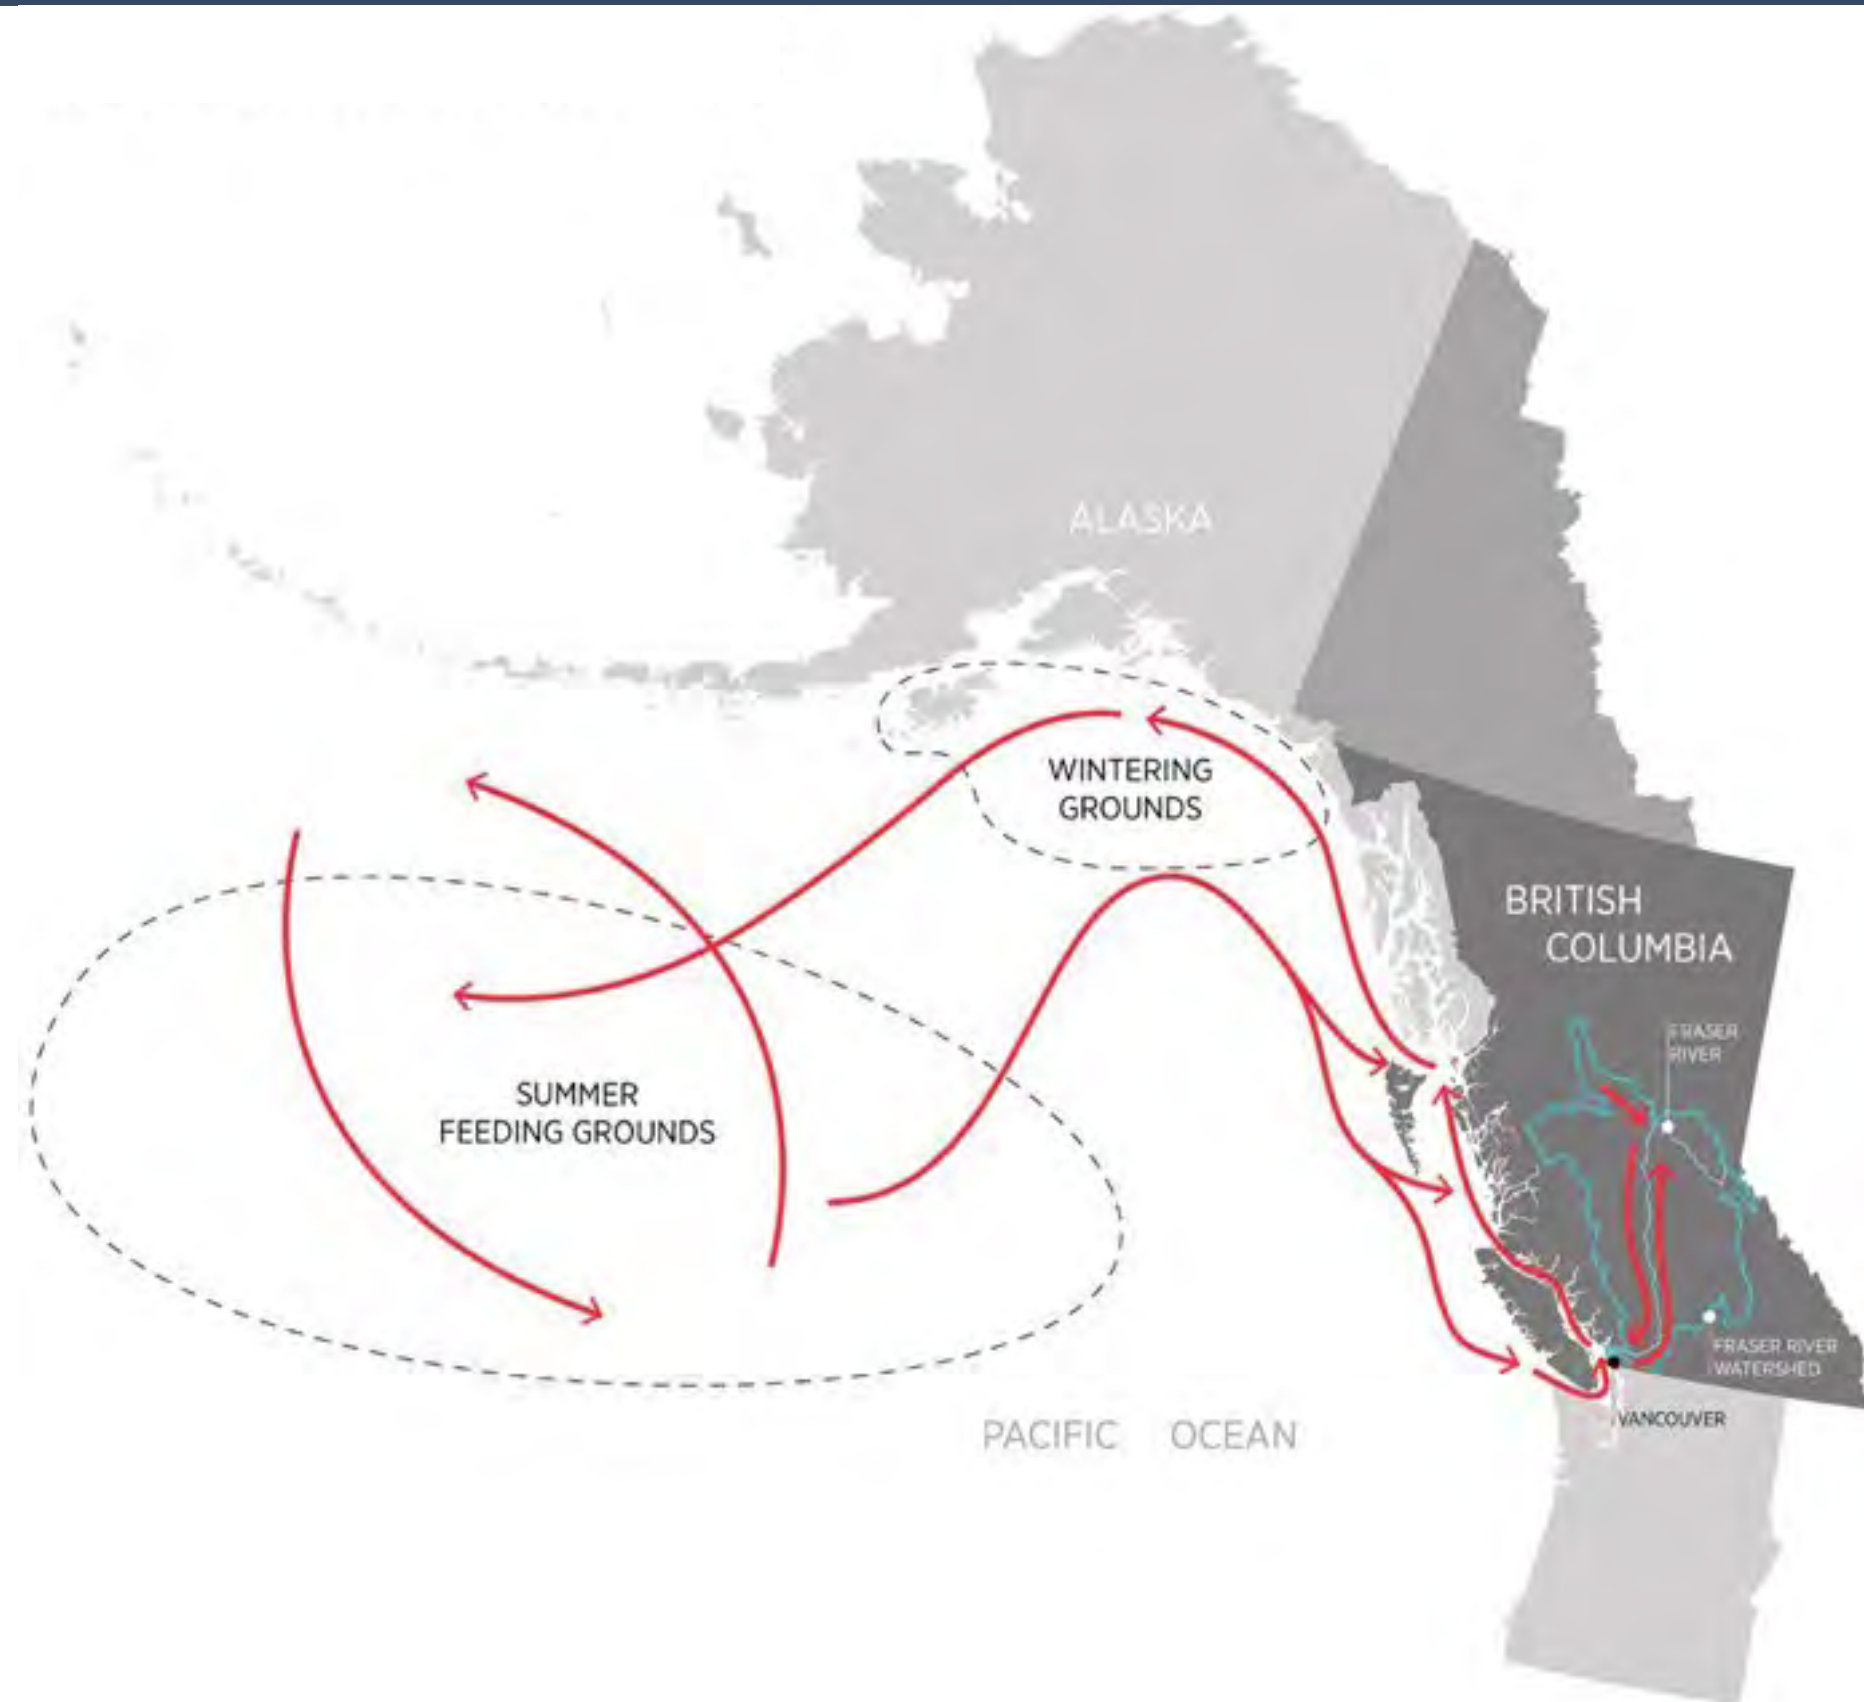 ALASKA
WINTERING
GROUNDS
BRITISH
COLUMBIA
FRASER
RIVER
SUMMER
FEEDING GROUNDS
FRASER RIVER
WATERSHED
VANCOUVER
PACIFIC OCEAN